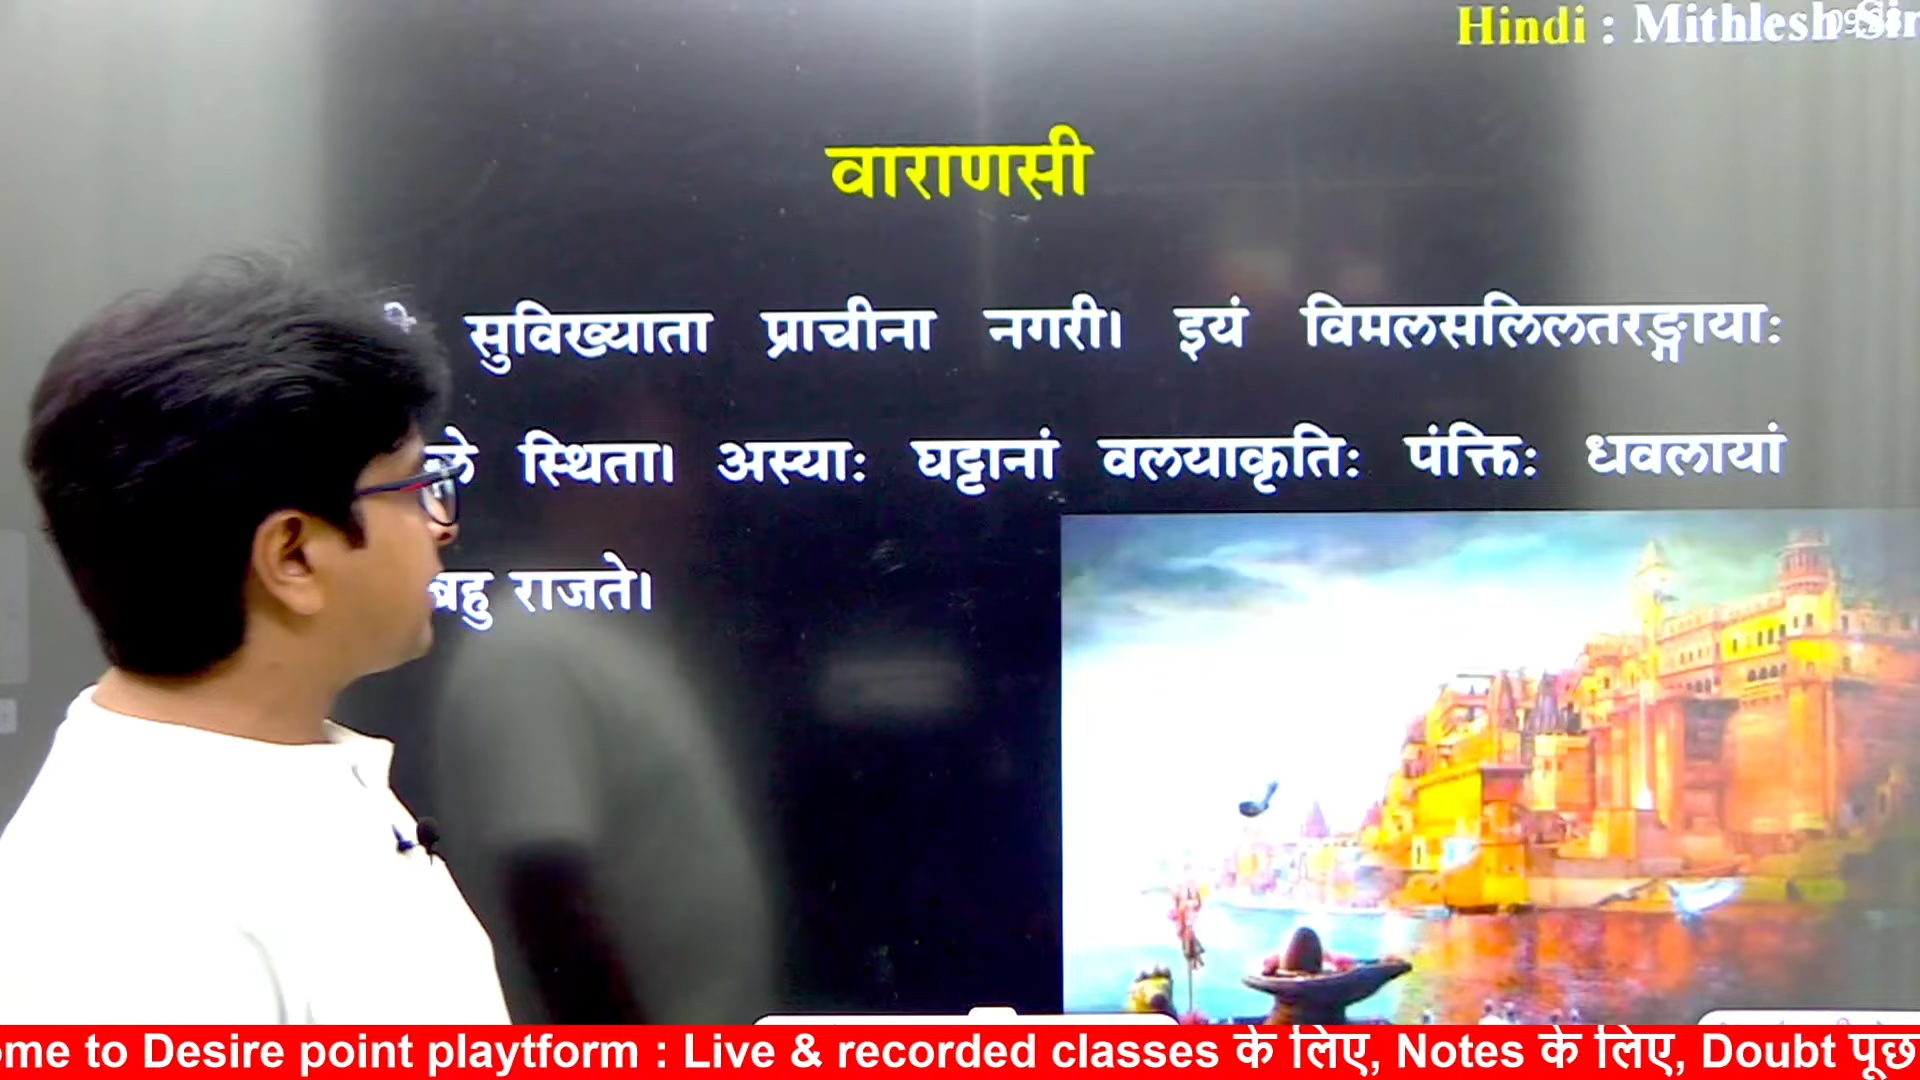 Hindi : Mithlesh Sir
वाराणसी
सुविख्याता प्राचीना नगरी। इयं विमलसलिलतरङ्गायाः
स्थिता। अस्याः घट्टानां वलयाकृतिः पंक्तिः धवलायां
बहु राजते।
ome to Desire point playtform : Live & recorded classes के लिए, Notes के लिए, Doubt पूछ